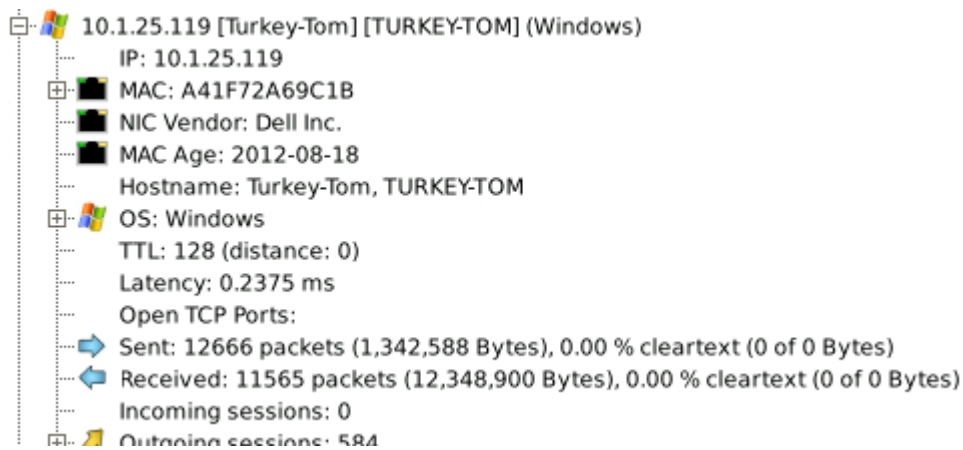 10.1.25.119 [Turkey-Tom] [TURKEY-TOM] (Windows)
IP: 10.1.25.119
MAC: A41F72A69C1B
NIC Vendor: Dell Inc.
MAC Age: 2012-08-18
Hostname: Turkey-Tom, TURKEY-TOM
OS: Windows
TTL: 128 (distance: 0)
Latency: 0.2375 ms
Open TCP Ports:
Sent: 12666 packets (1,342,588 Bytes), 0.00 % cleartext (0 of 0 Bytes)
Received: 11565 packets (12,348,900 Bytes), 0.00 % cleartext (0 of 0 Bytes)
Incoming sessions: 0
Outgoing sessions: 584